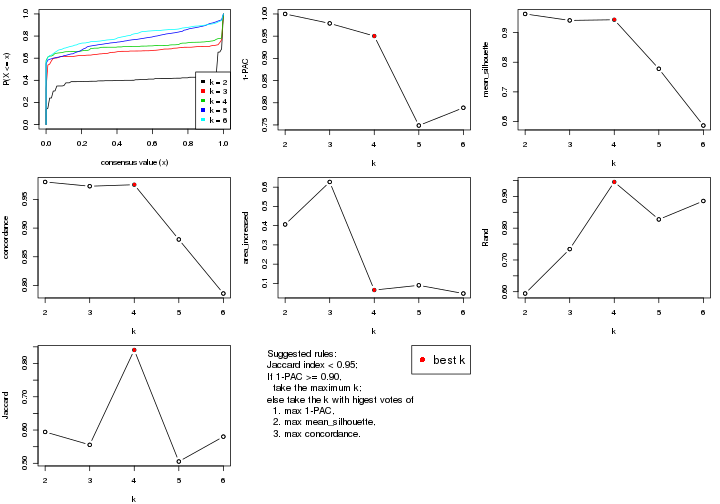 P(X <= x)
0.0 0.2 0.4 0.6 0.8 1.0
k = 2
k = 3
k = 4
k = 5
k = 6
0.0 0.2 0.4 0.6 0.8 1.0
consensus value (x)
1-PAC
0.75 0.80 0.85 0.90 0.95 1.00
2 3 4 5 6
k
mean_silhouette
0.6 0.7 0.8 0.9
2 3 4 5 6
k
concordance
0.80 0.85 0.90 0.95
2 3 4 5 6
k
area_increased
0.1 0.2 0.3 0.4 0.5 0.6
2 3 4 5 6
k
Rand
0.60 0.70 0.80 0.90
2 3 4 5 6
k
Jaccard
0.50 0.60 0.70 0.80
2 3 4 5 6
k
Suggested rules:
Jaccard index < 0.95;
If 1-PAC >= 0.90,
take the maximum k;
else take the k with higest votes of
1. max 1-PAC,
2. max mean_silhouette,
3. max concordance.
best k